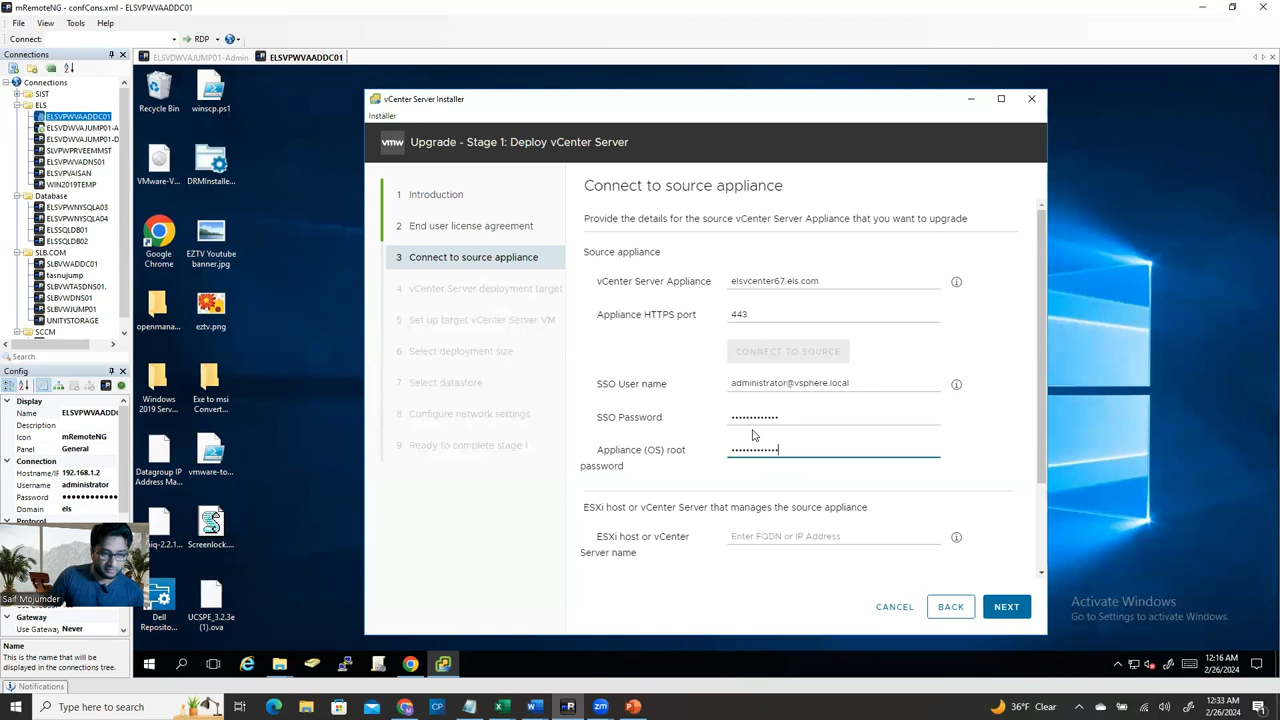 mRemoteNG - confCons.xml - ELSVPWVAADDC01
File View Tools Help
Connect: RDP
Connections
ELSVDWVAJUMP01-Admin
ELSVPWVAADDC01
Connections
SIST
ELS
ELSVPWVAADDC01
ELSVDWVAJUMP01-A
ELSVDWVAJUMP01-D
SLVPWPRVEEMMST
ELSVPWVADNS01
ELSVPVAISAN
WIN2019TEMP
Database
ELSVPWNYSQLA03
ELSVPWNYSQLA04
ELSSQLDB01
ELSSQLDB02
SLB.COM
SLBVWADDC01
tasnujump
SLBVWTASDNS01.
SLBVWDNS01
SLBVWJUMP01
UNITYSTORAGE
SCCM
Search
Config
Display
Name ELSVPWVAADDC01
Description
Icon mRemoteNG
Panel General
Connection
Hostname/IP 192.168.1.2
Username administrator
Password ••••••••••••
Domain els
Protocol
Gateway
Use Gateway Never
Name
This is the name that will be
displayed in the connections tree.
Notifications
Saif Mojumder
Recycle Bin
winscp.ps1
VMware-V...
DRMInstalle...
Google
Chrome
EZTV Youtube
banner.jpg
openmana...
eztv.png
Windows
2019 Serv...
Exe to msi
Convert...
Datagroup IP
Address Ma...
vmware-to...
Screenlock....
Dell
Reposito...
UCSPE_3.2.3e
(1).ova
vCenter Server Installer
Installer
vmw Upgrade - Stage 1: Deploy vCenter Server
1 Introduction
2 End user license agreement
3 Connect to source appliance
4 vCenter Server deployment target
5 Set up target vCenter Server VM
6 Select deployment size
7 Select datastore
8 Configure network settings
9 Ready to complete stage 1
Connect to source appliance
Provide the details for the source vCenter Server Appliance that you want to upgrade
Source appliance
vCenter Server Appliance elsvcenter67.els.com
Appliance HTTPS port 443
CONNECT TO SOURCE
SSO User name administrator@vsphere.local
SSO Password •••••••••••••
Appliance (OS) root
password •••••••••••••
ESXi host or vCenter Server that manages the source appliance
ESXi host or vCenter
Server name Enter FQDN or IP Address
CANCEL BACK NEXT
Activate Windows
Go to Settings to activate Windows.
12:16 AM
2/26/2024
Type here to search
36°F Clear
12:33 AM
2/26/2024